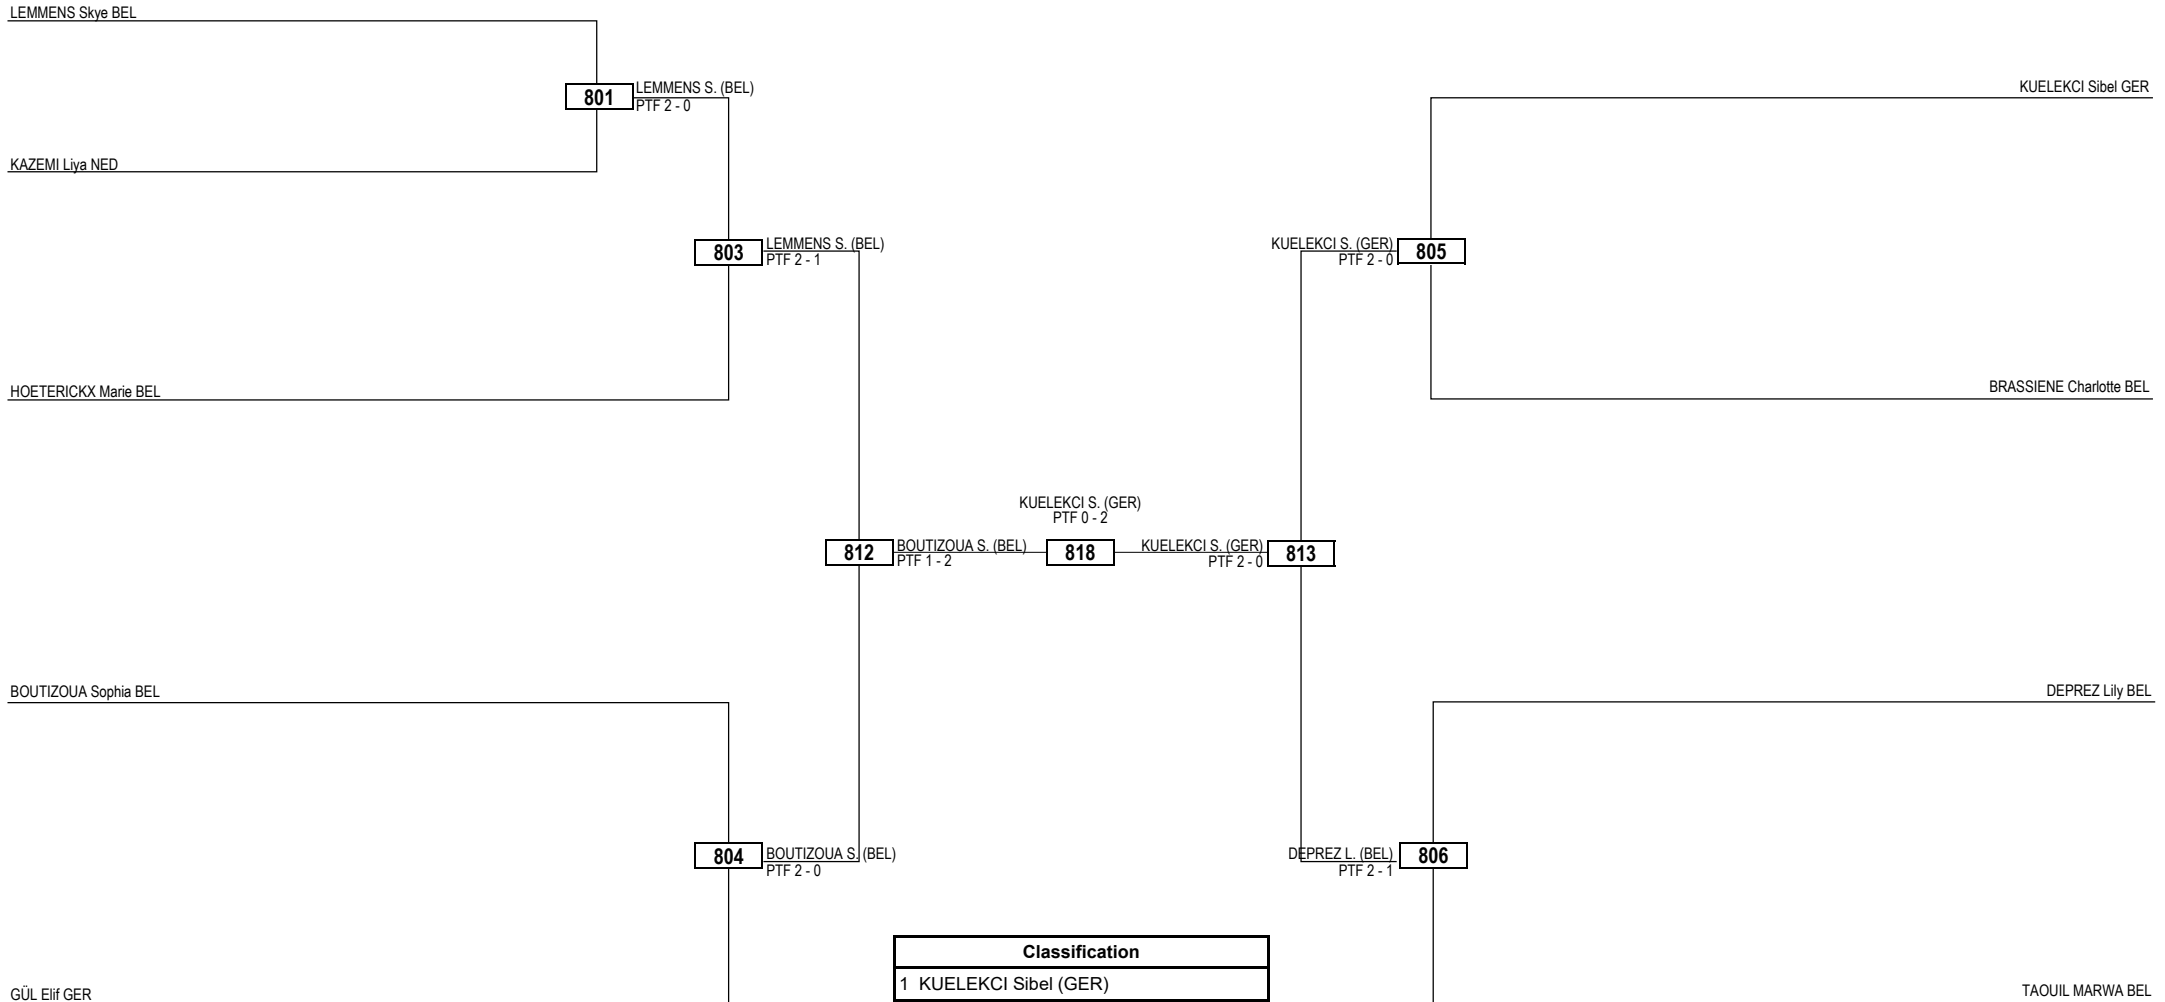 LEMMENS Skye BEL
801
LEMMENS S. (BEL)
PTF 2 - 0
KAZEMI Liya NED
803
LEMMENS S. (BEL)
PTF 2 - 1
HOETERICKX Marie BEL
812
BOUTIZOUA S. (BEL)
PTF 1 - 2
BOUTIZOUA Sophia BEL
804
BOUTIZOUA S. (BEL)
PTF 2 - 0
GÜL Elif GER
KUELEKCI S. (GER)
PTF 0 - 2
818
KUELEKCI Sibel GER
KUELEKCI S. (GER)
PTF 2 - 0
805
BRASSIENE Charlotte BEL
KUELEKCI S. (GER)
PTF 2 - 0
813
DEPREZ Lily BEL
DEPREZ L. (BEL)
PTF 2 - 1
806
TAOUIL MARWA BEL
Classification
1 KUELEKCI Sibel (GER)